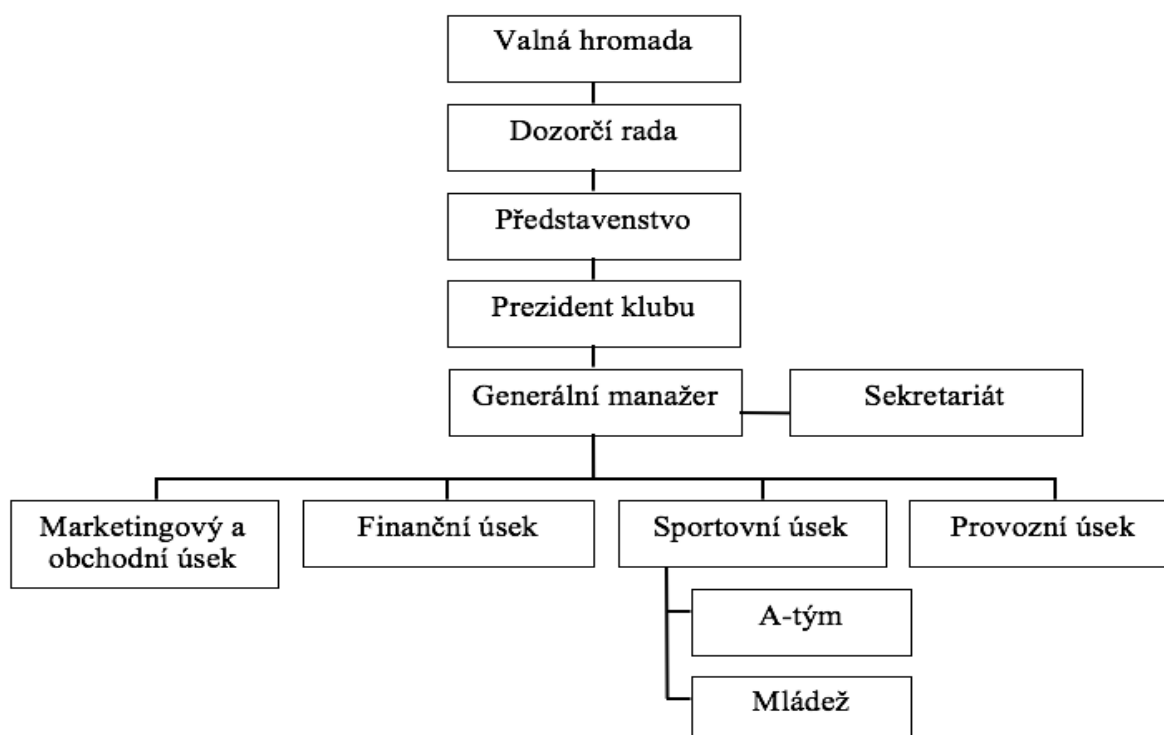 Valná hromada
Dozorčí rada
Představenstvo
Prezident klubu
Generální manažer
Sekretariát
Marketingový a
obchodní úsek
Finanční úsek
Sportovní úsek
Provozní úsek
A-tým
Mládež